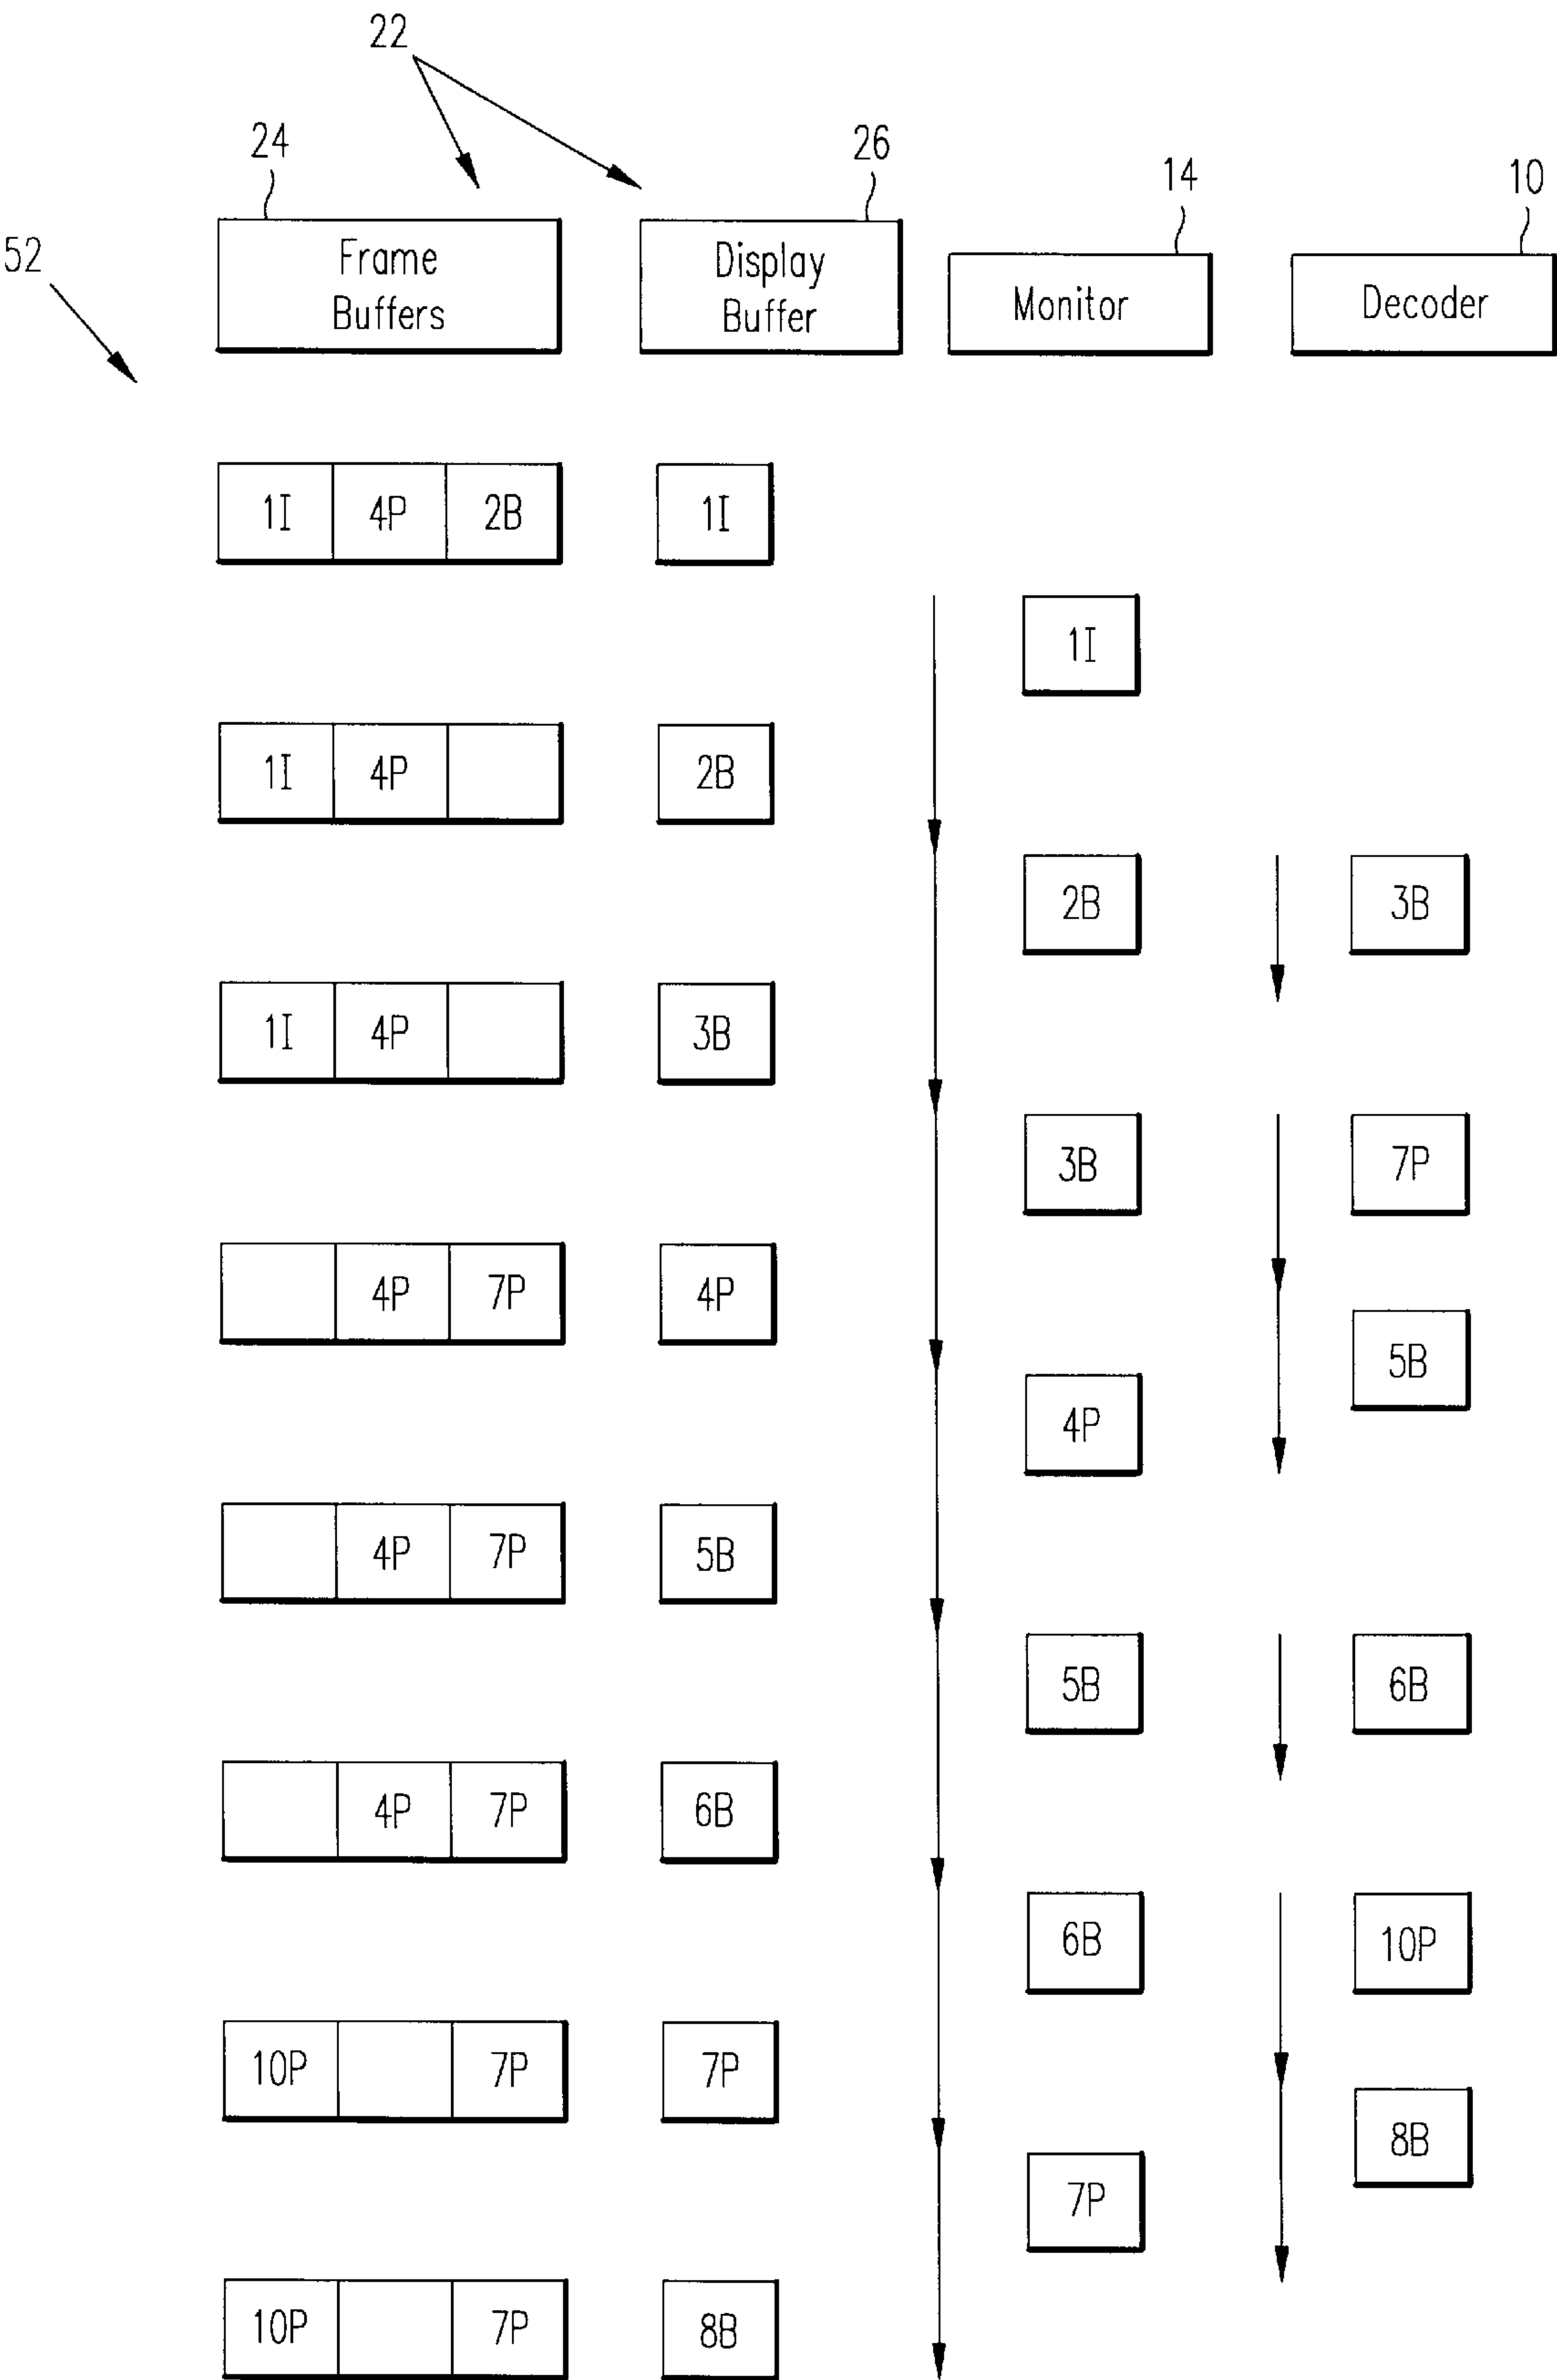 22
24
26
14
10
52
Frame
Buffers
Display
Buffer
Monitor
Decoder
1I 4P 2B 1I
1I
1I 4P 2B
2B 3B
1I 4P 3B
3B 7P
4P 7P 4P
5B
4P
4P 7P 5B
5B 6B
4P 7P 6B
6B 10P
10P 7P 7P
8B
7P
10P 7P 8B